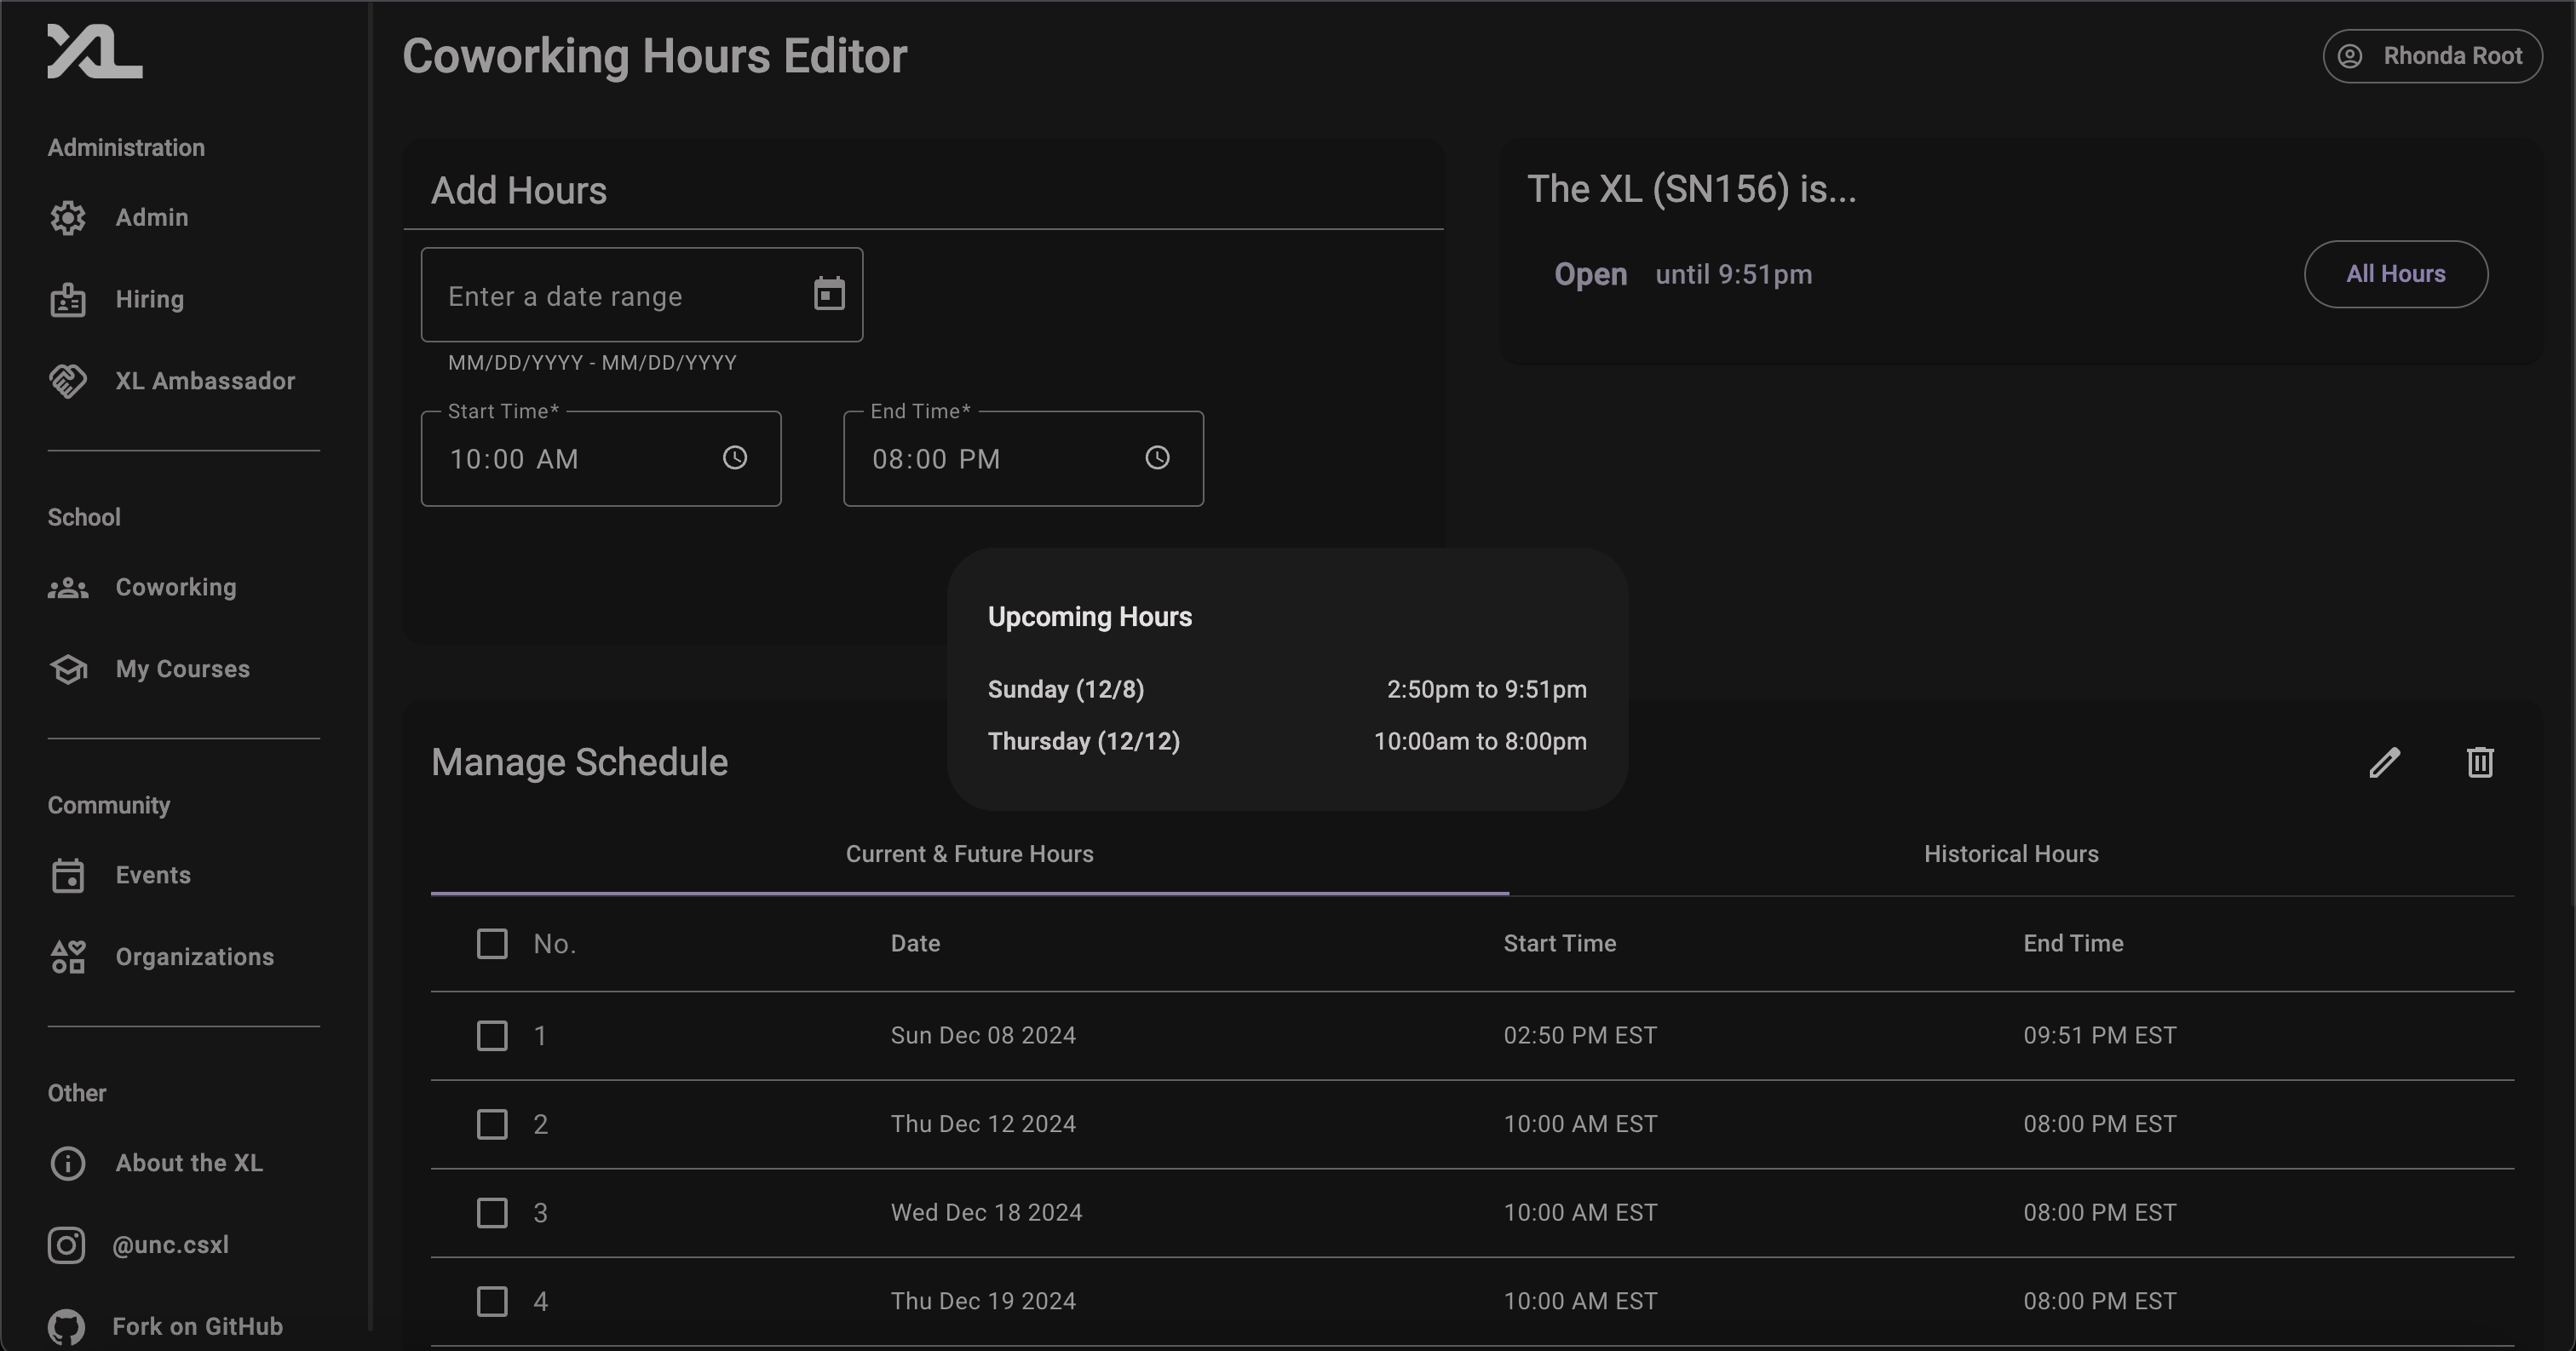 XL
Coworking Hours Editor
Rhonda Root
Administration
Admin
Hiring
XL Ambassador
School
Coworking
My Courses
Community
Events
Organizations
Other
About the XL
@unc.csxl
Fork on GitHub
Add Hours
Enter a date range
MM/DD/YYYY - MM/DD/YYYY
Start Time*
10:00 AM
End Time*
08:00 PM
The XL (SN156) is...
Open until 9:51pm
All Hours
Upcoming Hours
Sunday (12/8) 2:50pm to 9:51pm
Thursday (12/12) 10:00am to 8:00pm
Manage Schedule
Current & Future Hours Historical Hours
No. Date Start Time End Time
1 Sun Dec 08 2024 02:50 PM EST 09:51 PM EST
2 Thu Dec 12 2024 10:00 AM EST 08:00 PM EST
3 Wed Dec 18 2024 10:00 AM EST 08:00 PM EST
4 Thu Dec 19 2024 10:00 AM EST 08:00 PM EST